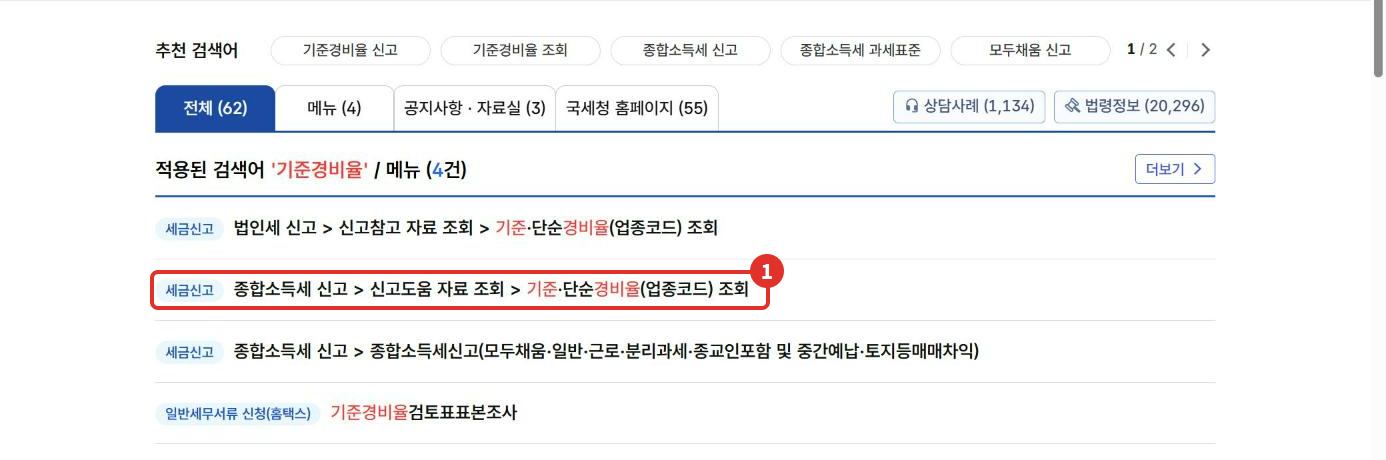 추천 검색어 기준경비율 신고 기준경비율 조회 종합소득세 신고 종합소득세 과세표준 모두채움 신고 1 / 2
전체 (62) 메뉴 (4) 공지사항 · 자료실 (3) 국세청 홈페이지 (55) 상담사례 (1,134) 법령정보 (20,296)
적용된 검색어 '기준경비율' / 메뉴 (4건) 더보기 >
세금신고 법인세 신고 > 신고참고 자료 조회 > 기준·단순경비율(업종코드) 조회
1
세금신고 종합소득세 신고 > 신고도움 자료 조회 > 기준·단순경비율(업종코드) 조회
세금신고 종합소득세 신고 > 종합소득세신고(모두채움·일반·근로·분리과세·종교인포함 및 중간예납·토지등매매차익)
일반세무서류 신청(홈택스) 기준경비율검토표표본조사